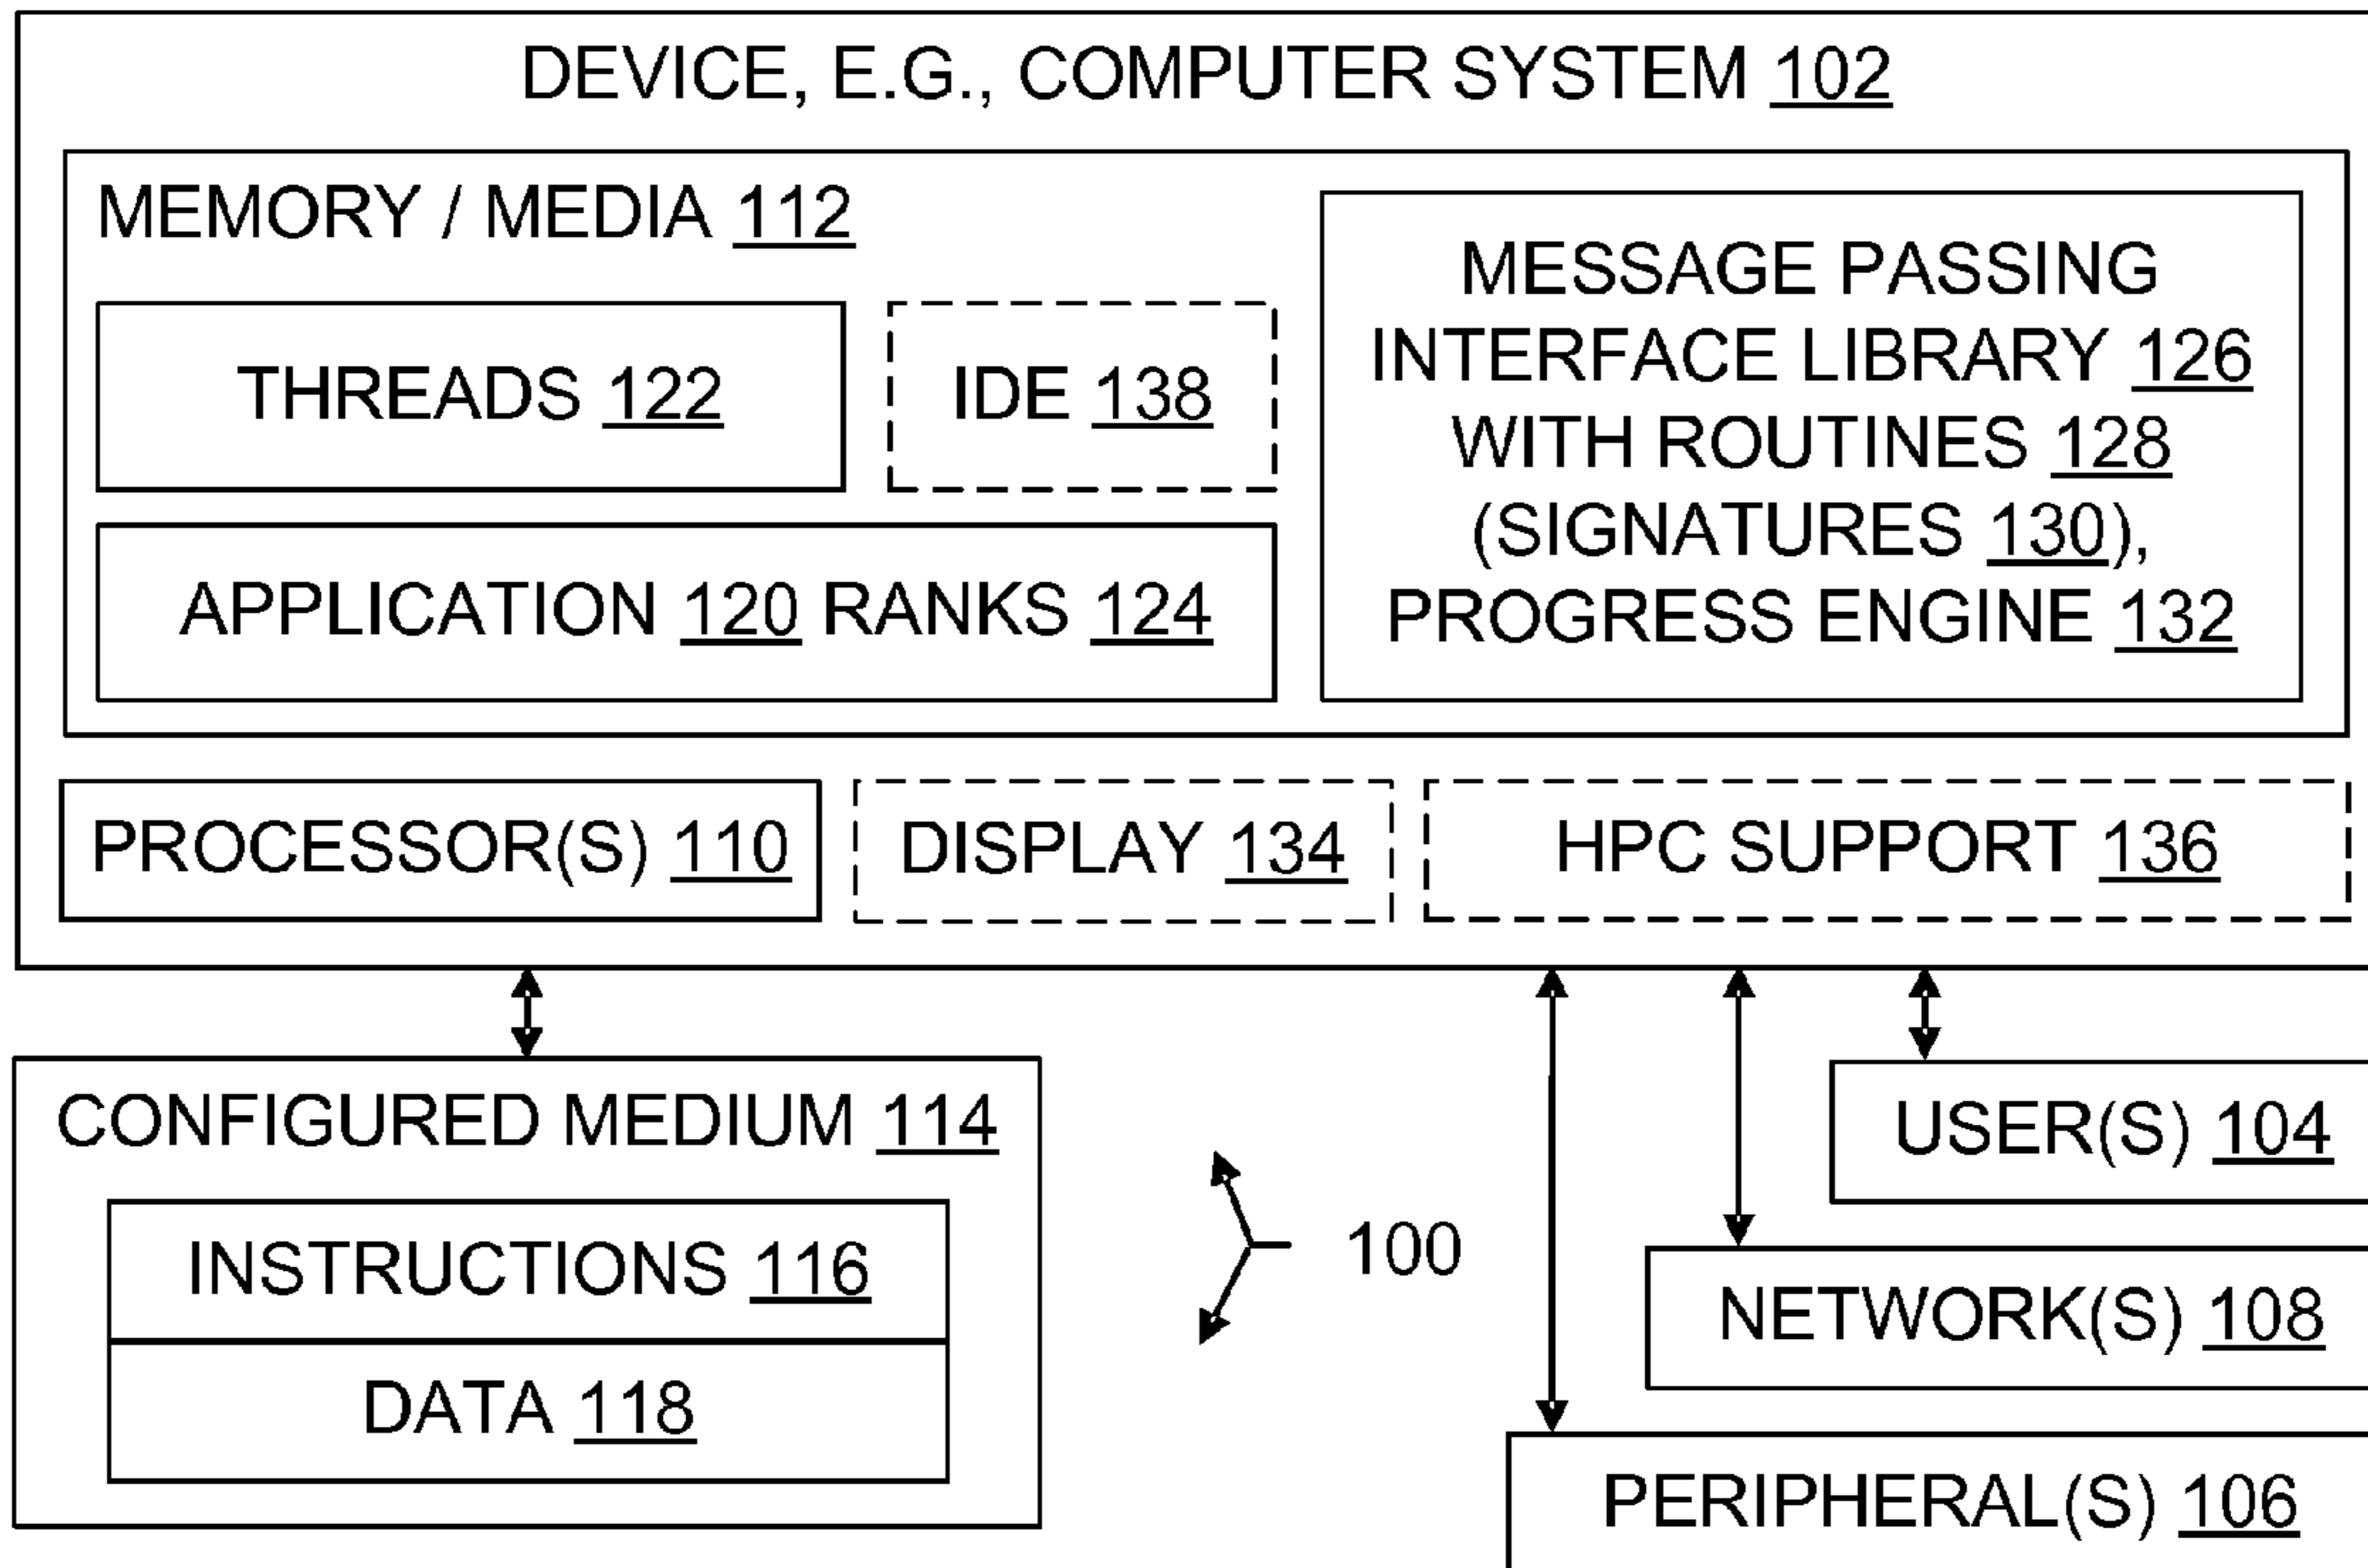 DEVICE, E.G., COMPUTER SYSTEM 102
MEMORY / MEDIA 112
THREADS 122
IDE 138
APPLICATION 120 RANKS 124
MESSAGE PASSING
INTERFACE LIBRARY 126
WITH ROUTINES 128
(SIGNATURES 130),
PROGRESS ENGINE 132
PROCESSOR(S) 110
DISPLAY 134
HPC SUPPORT 136
CONFIGURED MEDIUM 114
INSTRUCTIONS 116
DATA 118
100
USER(S) 104
NETWORK(S) 108
PERIPHERAL(S) 106